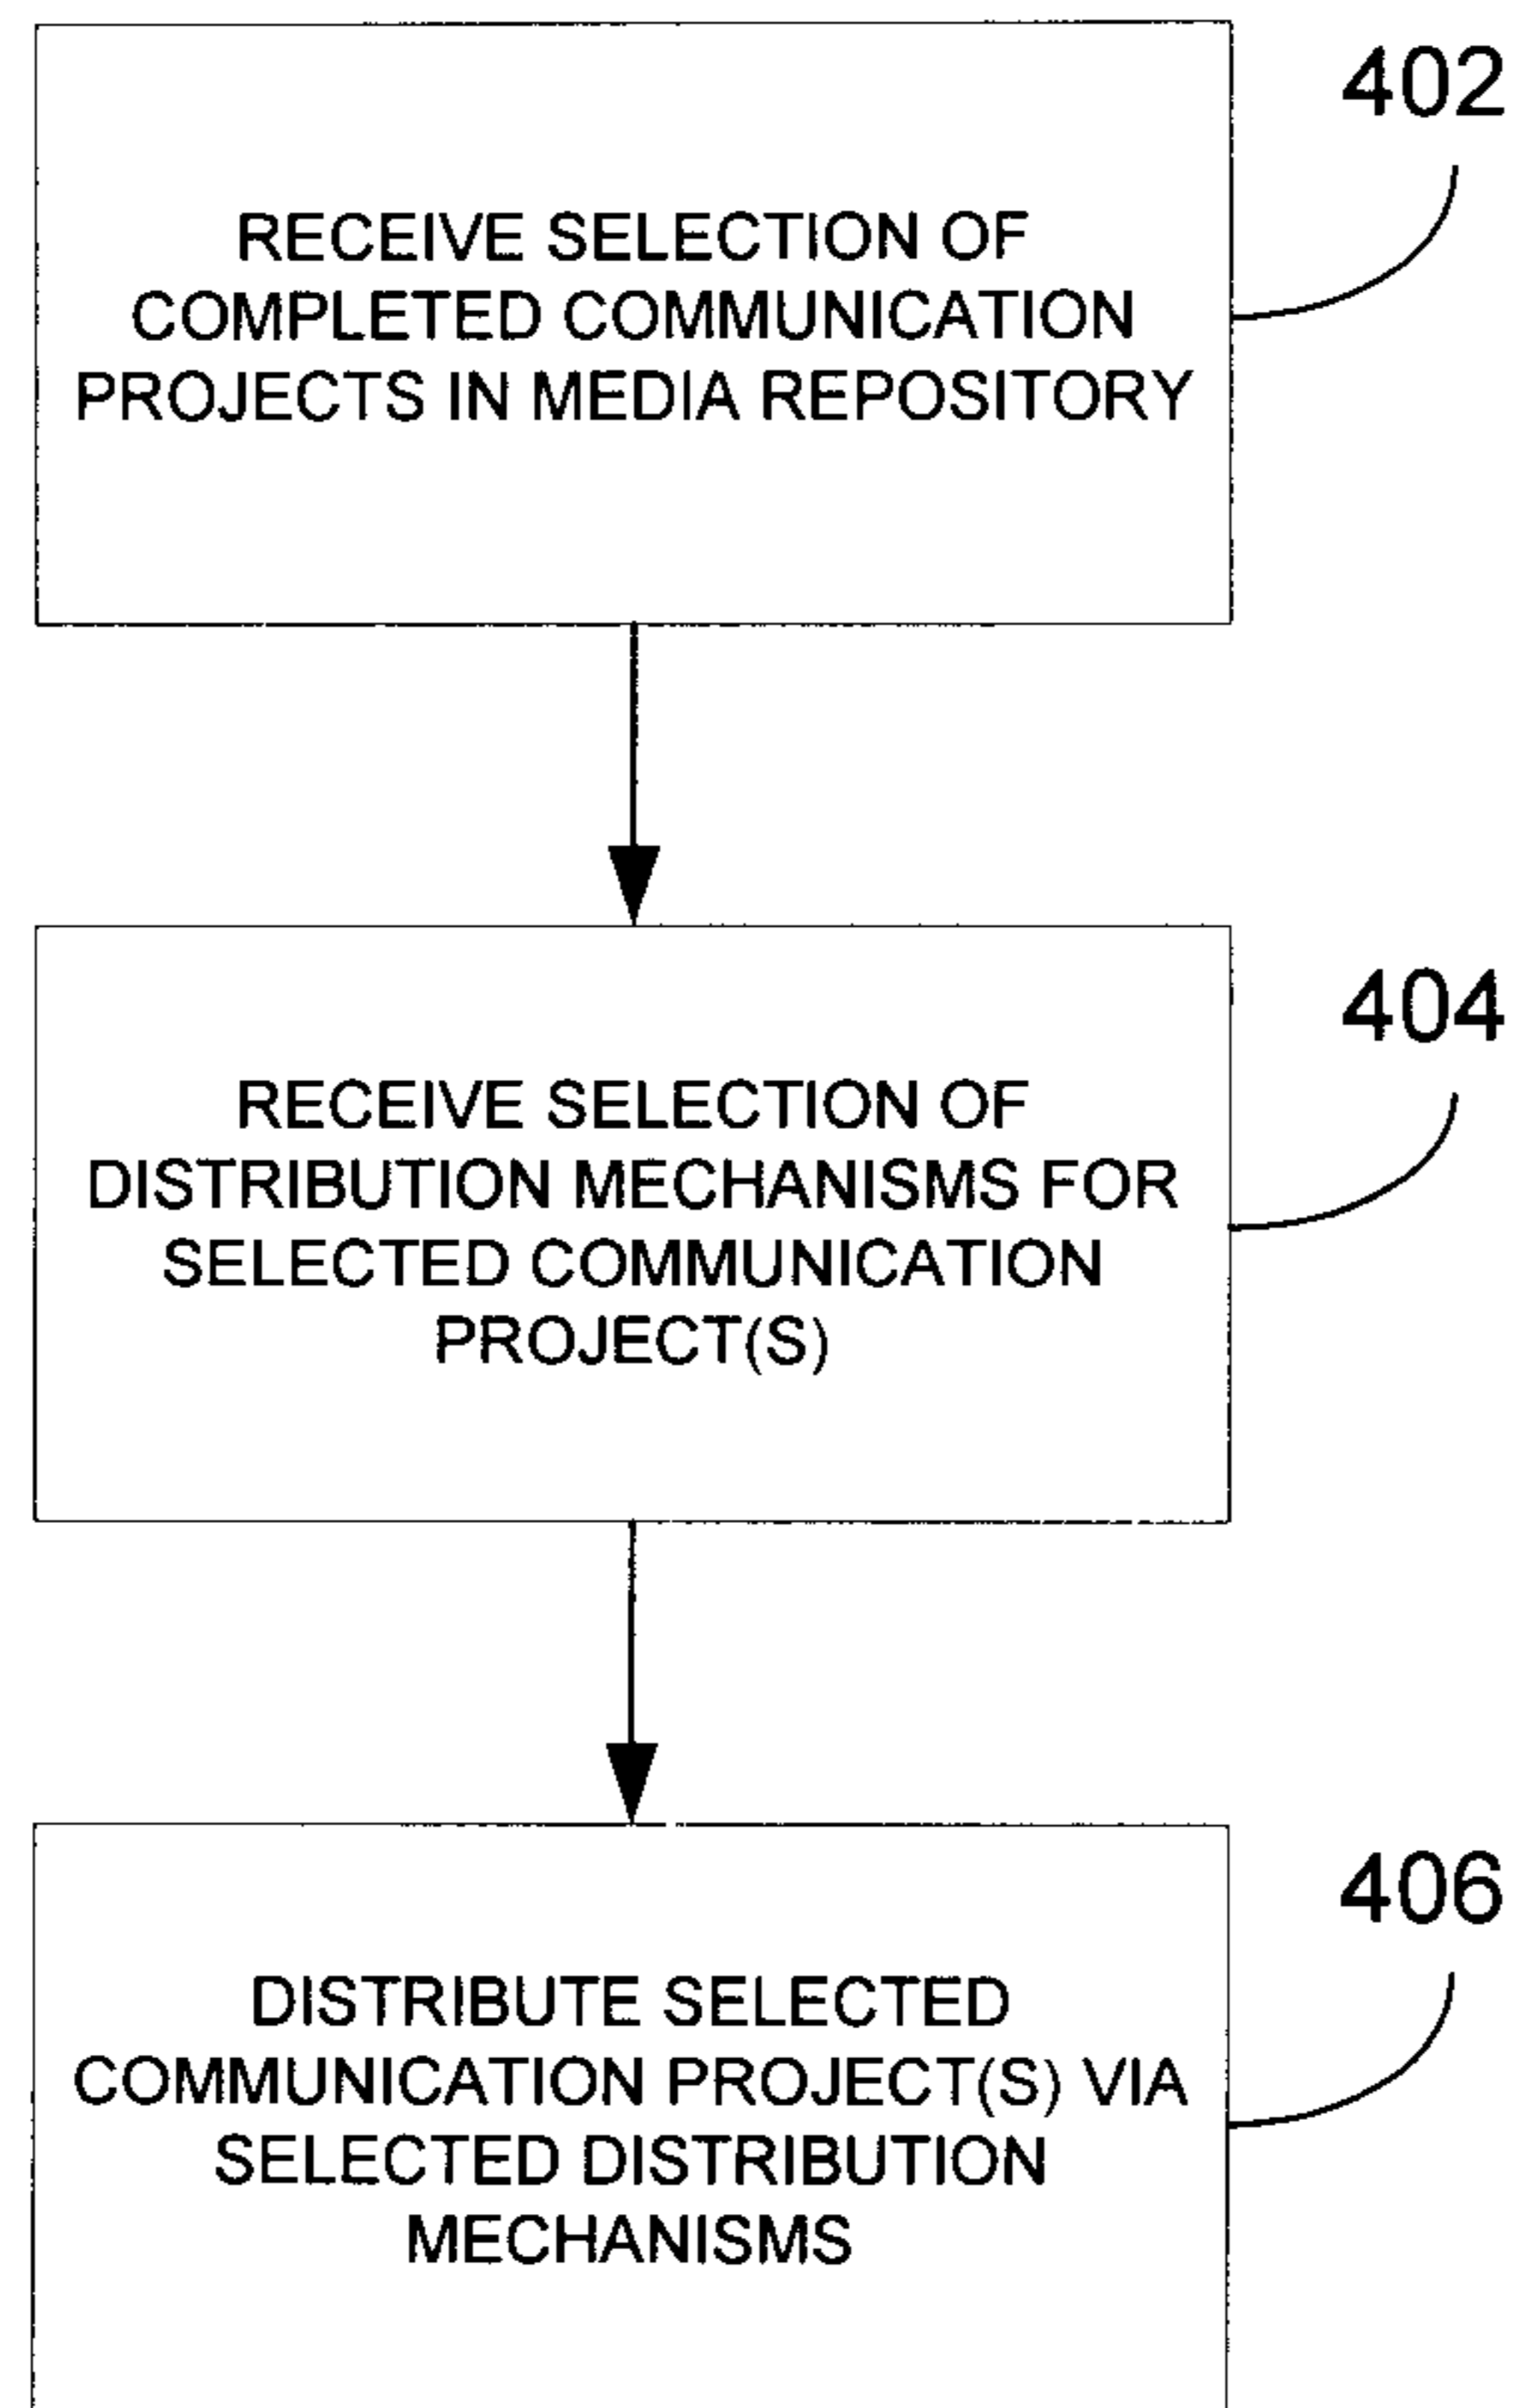 402
RECEIVE SELECTION OF
COMPLETED COMMUNICATION
PROJECTS IN MEDIA REPOSITORY
404
RECEIVE SELECTION OF
DISTRIBUTION MECHANISMS FOR
SELECTED COMMUNICATION
PROJECT(S)
406
DISTRIBUTE SELECTED
COMMUNICATION PROJECT(S) VIA
SELECTED DISTRIBUTION
MECHANISMS